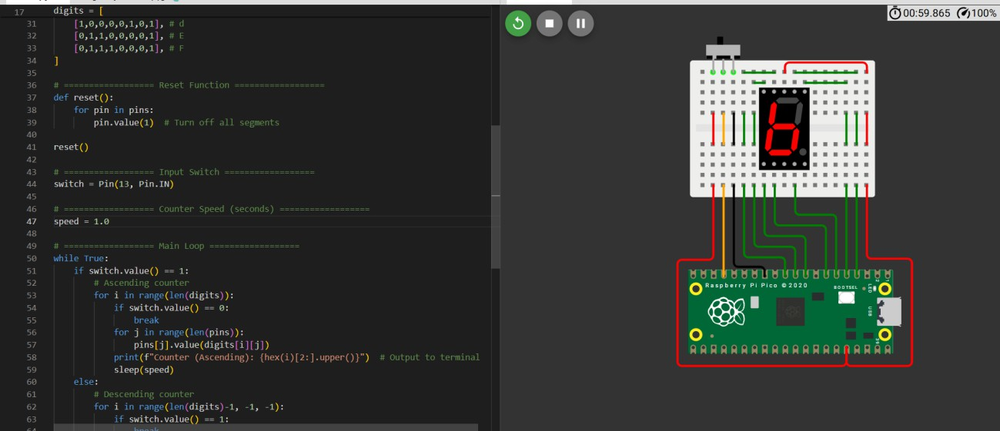 17 digits = [
31 [1,0,0,0,0,1,0,1], # d
32 [0,1,1,0,0,0,0,1], # E
33 [0,1,1,1,0,0,0,1], # F
34 ]
35
36 # ================== Reset Function ==================
37 def reset():
38 for pin in pins:
39 pin.value(1)  # Turn off all segments
40
41 reset()
42
43 # ================== Input Switch ==================
44 switch = Pin(13, Pin.IN)
45
46 # ================== Counter Speed (seconds) ==================
47 speed = 1.0
48
49 # ================== Main Loop ==================
50 while True:
51 if switch.value() == 1:
52 # Ascending counter
53 for i in range(len(digits)):
54 if switch.value() == 0:
55 break
56 for j in range(len(pins)):
57 pins[j].value(digits[i][j])
58 print(f"Counter (Ascending): {hex(i)[2:].upper()}")  # Output to terminal
59 sleep(speed)
60 else:
61 # Descending counter
62 for i in range(len(digits)-1, -1, -1):
63 if switch.value() == 1:
00:59.865 100%
b
Raspberry Pi Pico ©2020
BOOTSEL
LED
USB
2
1
39